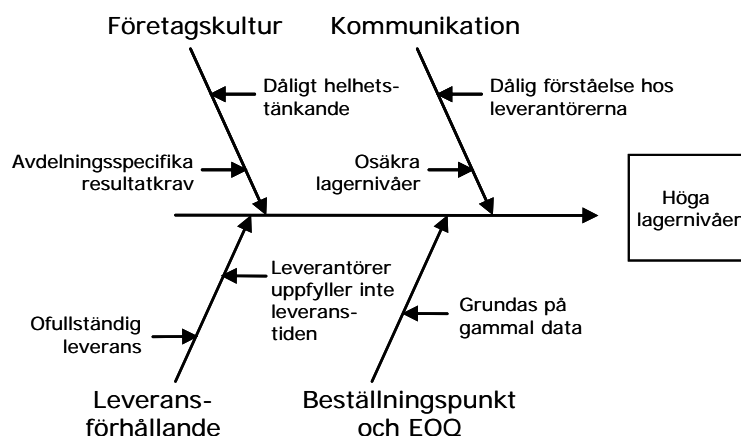 Företagskultur
Kommunikation
Dåligt helhets-
tänkande
Dålig förståelse hos
leverantörerna
Avdelningsspecifika
resultatkrav
Osäkra
lagernivåer
Höga
lagernivåer
Leverantörer
uppfyller inte
leverans-
tiden
Ofullständig
leverans
Grundas på
gammal data
Leverans-
förhållande
Beställningspunkt
och EOQ